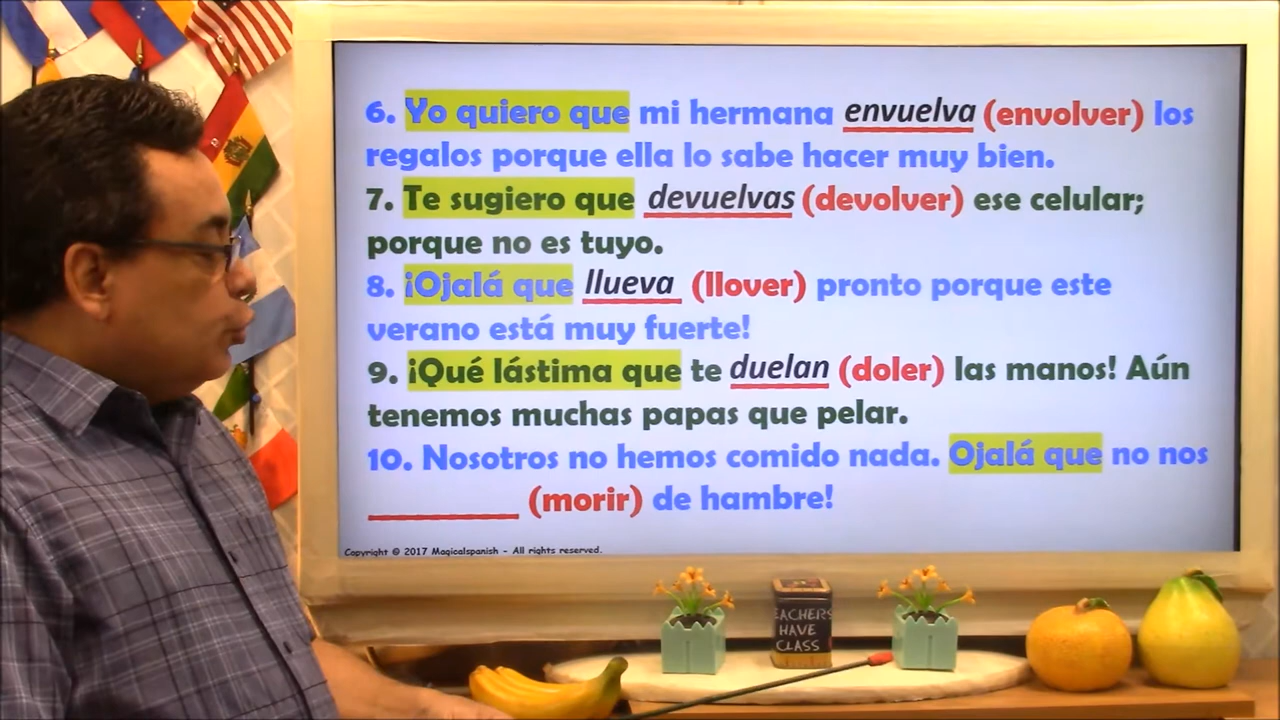 6. Yo quiero que mi hermana envuelva (envolver) los
regalos porque ella lo sabe hacer muy bien.
7. Te sugiero que devuelvas (devolver) ese celular;
porque no es tuyo.
8. ¡Ojalá que llueva (llover) pronto porque este
verano está muy fuerte!
9. ¡Qué lástima que te duelan (doler) las manos! Aún
tenemos muchas papas que pelar.
10. Nosotros no hemos comido nada. Ojalá que no nos
__________ (morir) de hambre!
Copyright © 2017 Magicalspanish - All rights reserved.
TEACHERS
HAVE
CLASS